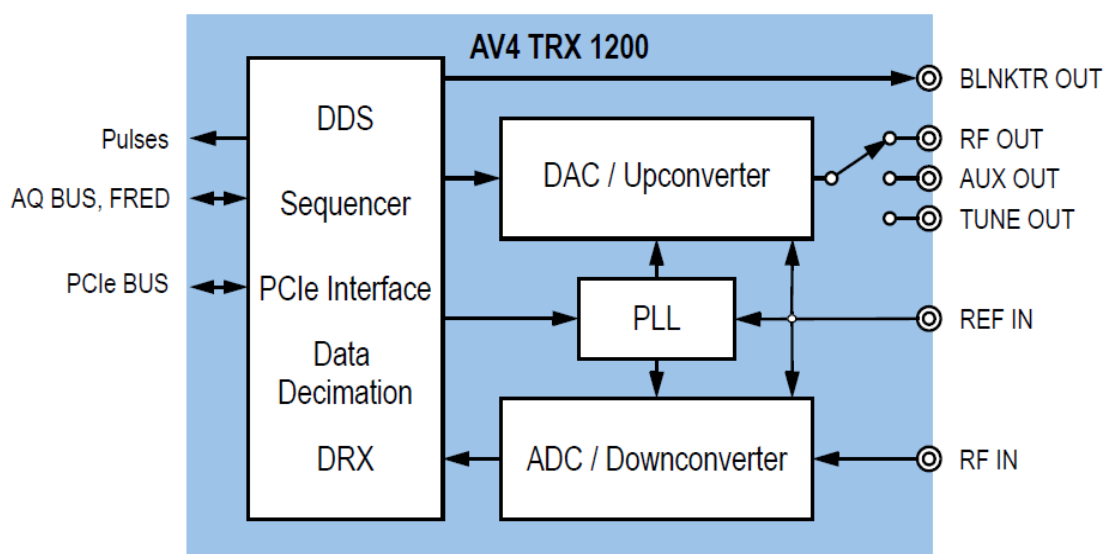 AV4 TRX 1200
BLNKTR OUT
DDS
Pulses
DAC / Upconverter
RF OUT
AUX OUT
TUNE OUT
AQ BUS, FRED
Sequencer
PCIe BUS
PCIe Interface
PLL
REF IN
Data
Decimation
DRX
ADC / Downconverter
RF IN